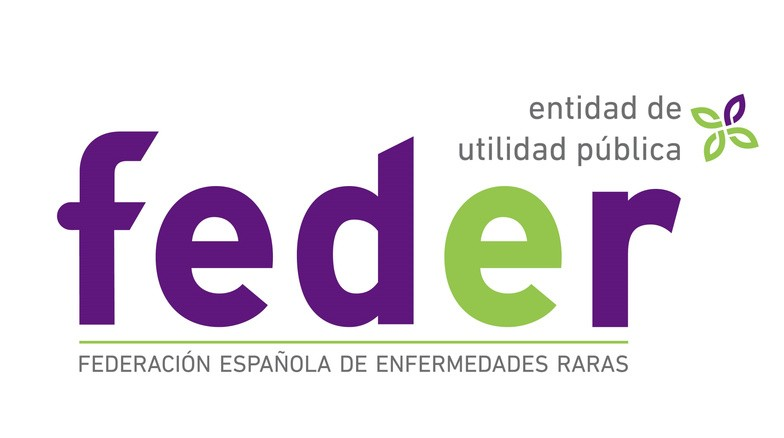 entidad de
utilidad pública
feder
FEDERACIÓN ESPAÑOLA DE ENFERMEDADES RARAS